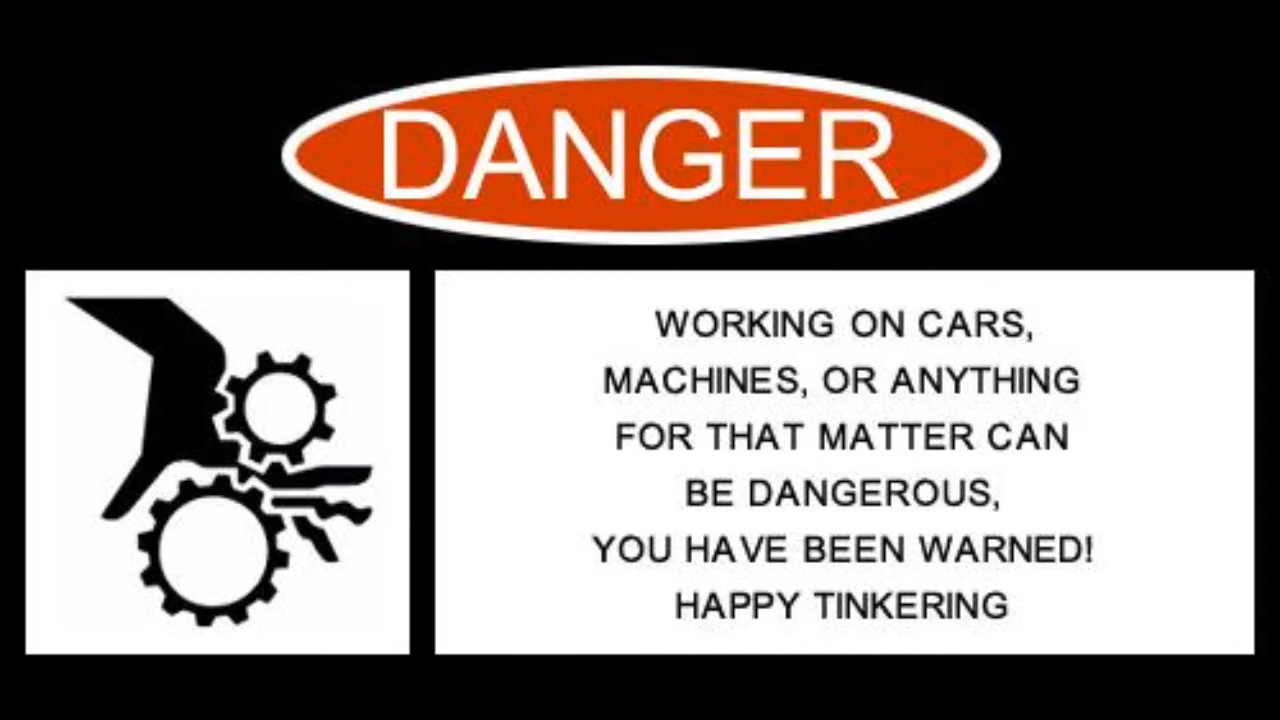 DANGER
WORKING ON CARS,
MACHINES, OR ANYTHING
FOR THAT MATTER CAN
BE DANGEROUS,
YOU HAVE BEEN WARNED!
HAPPY TINKERING